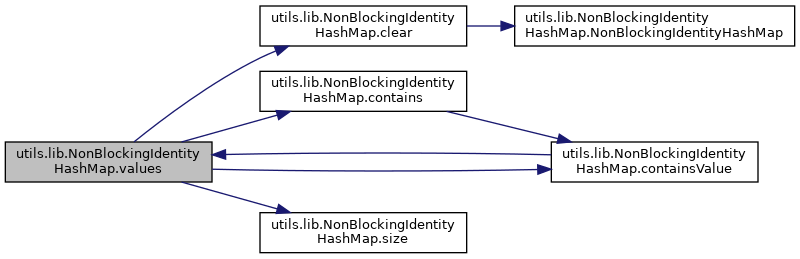 utils.lib.NonBlockingIdentity
HashMap.clear
utils.lib.NonBlockingIdentity
HashMap.NonBlockingIdentityHashMap
utils.lib.NonBlockingIdentity
HashMap.contains
utils.lib.NonBlockingIdentity
HashMap.values
utils.lib.NonBlockingIdentity
HashMap.containsValue
utils.lib.NonBlockingIdentity
HashMap.size